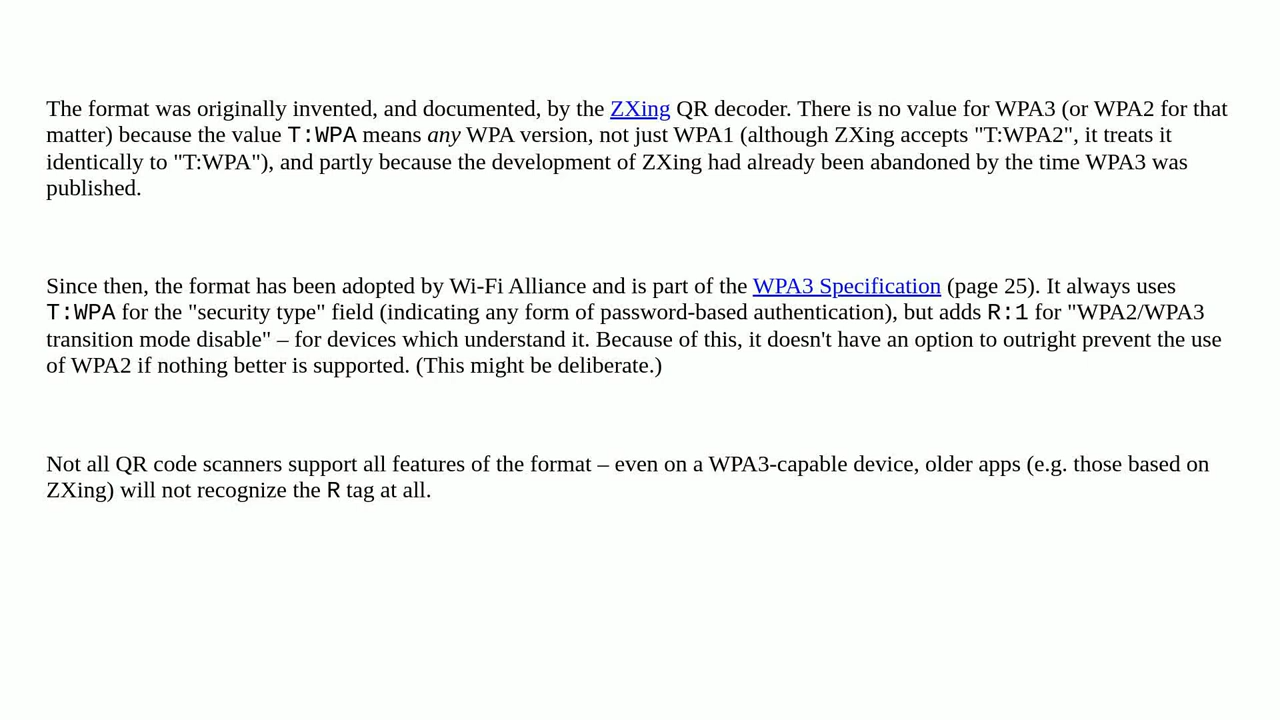 The format was originally invented, and documented, by the ZXing QR decoder. There is no value for WPA3 (or WPA2 for that
matter) because the value T:WPA means any WPA version, not just WPA1 (although ZXing accepts "T:WPA2", it treats it
identically to "T:WPA"), and partly because the development of ZXing had already been abandoned by the time WPA3 was
published.
Since then, the format has been adopted by Wi-Fi Alliance and is part of the WPA3 Specification (page 25). It always uses
T:WPA for the "security type" field (indicating any form of password-based authentication), but adds R:1 for "WPA2/WPA3
transition mode disable" – for devices which understand it. Because of this, it doesn't have an option to outright prevent the use
of WPA2 if nothing better is supported. (This might be deliberate.)
Not all QR code scanners support all features of the format – even on a WPA3-capable device, older apps (e.g. those based on
ZXing) will not recognize the R tag at all.